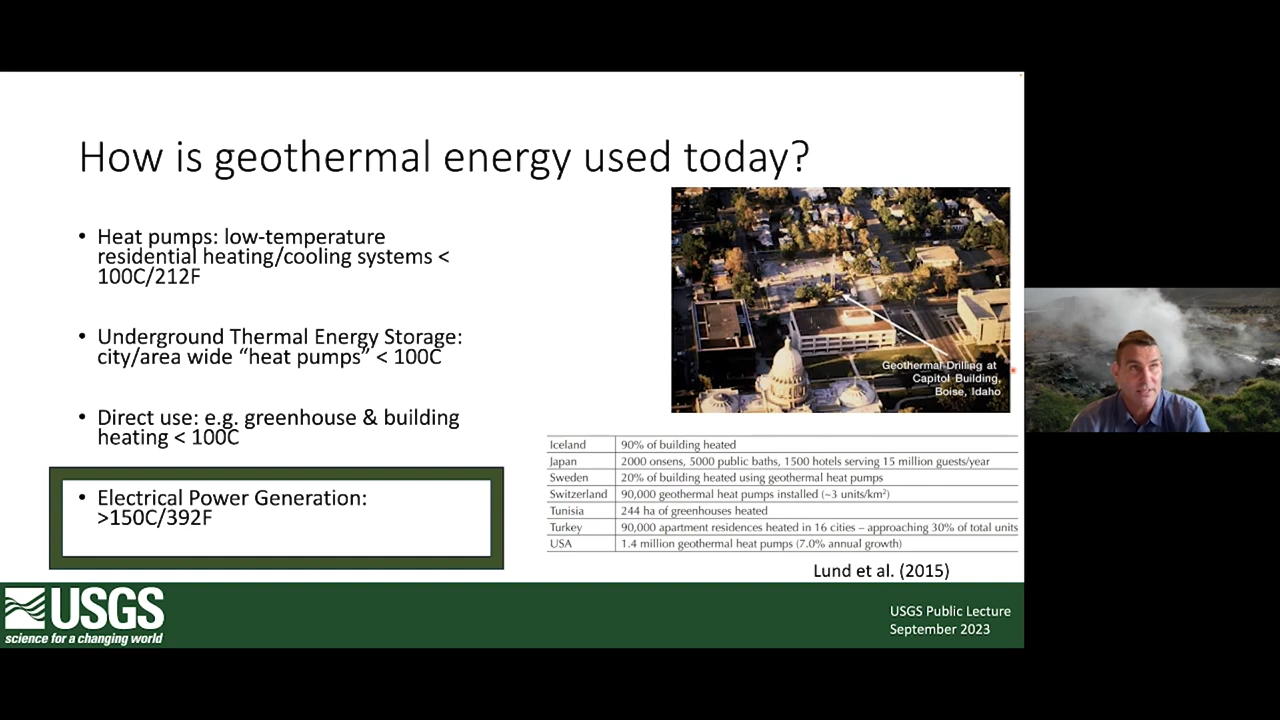 How is geothermal energy used today?
• Heat pumps: low-temperature
residential heating/cooling systems <
100C/212F
• Underground Thermal Energy Storage:
city/area wide “heat pumps” < 100C
• Direct use: e.g. greenhouse & building
heating < 100C
• Electrical Power Generation:
>150C/392F
Geothermal Drilling at
Capitol Building,
Boise, Idaho
Iceland 90% of building heated
Japan 2000 onsens, 5000 public baths, 1500 hotels serving 15 million guests/year
Sweden 20% of building heated using geothermal heat pumps
Switzerland 90,000 geothermal heat pumps installed (~3 units/km²)
Tunisia 244 ha of greenhouses heated
Turkey 90,000 apartment residences heated in 16 cities – approaching 30% of total units
USA 1.4 million geothermal heat pumps (7.0% annual growth)
Lund et al. (2015)
USGS
science for a changing world
USGS Public Lecture
September 2023